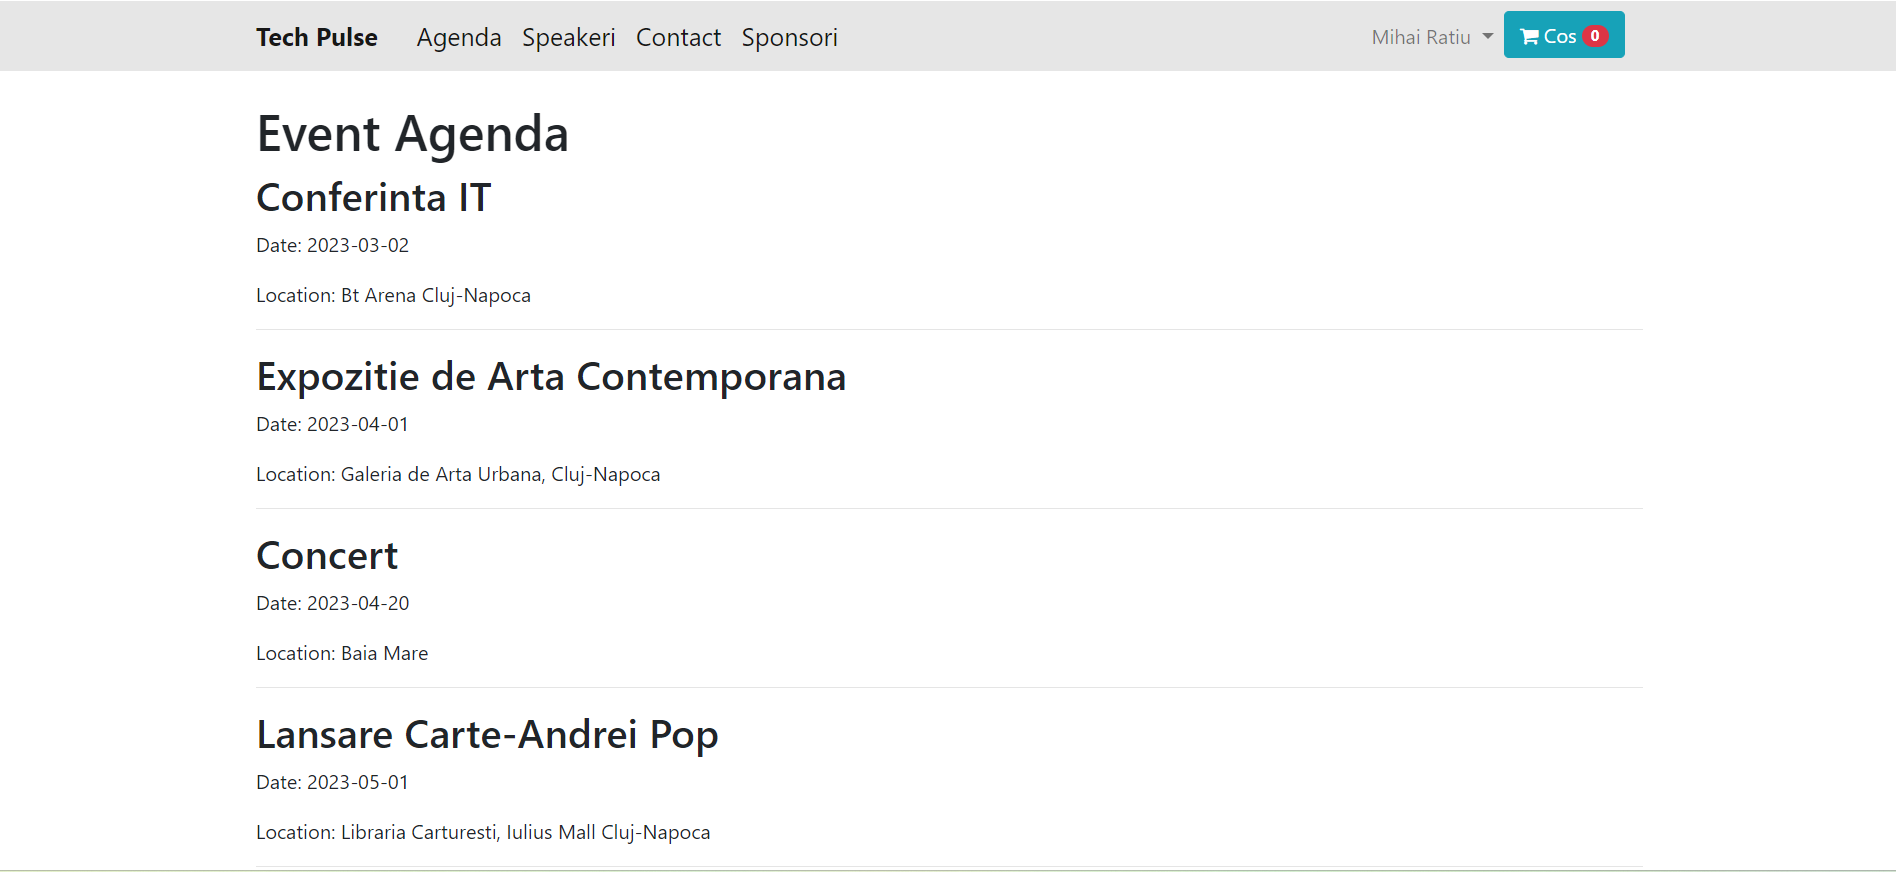 Tech Pulse Agenda Speakeri Contact Sponsori Mihai Ratiu Cos 0
Event Agenda
Conferinta IT
Date: 2023-03-02
Location: Bt Arena Cluj-Napoca
Expozitie de Arta Contemporana
Date: 2023-04-01
Location: Galeria de Arta Urbana, Cluj-Napoca
Concert
Date: 2023-04-20
Location: Baia Mare
Lansare Carte-Andrei Pop
Date: 2023-05-01
Location: Libraria Carturesti, Iulius Mall Cluj-Napoca